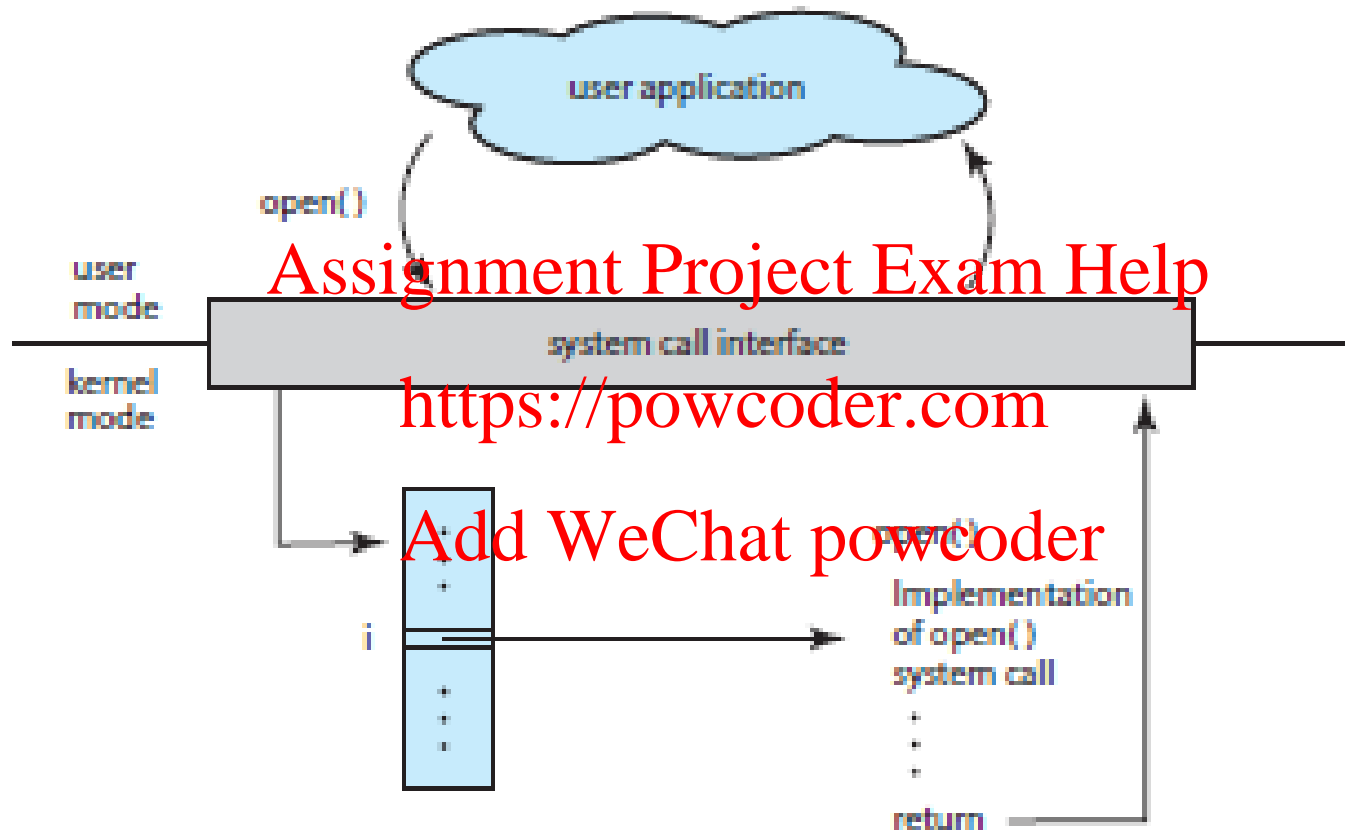 user application
open()
user
mode
Assignment Project Exam Help
system call interface
kernel
mode
https://powcoder.com
Add WeChat powcoder
open()
Implementation
of open()
system call
i
return